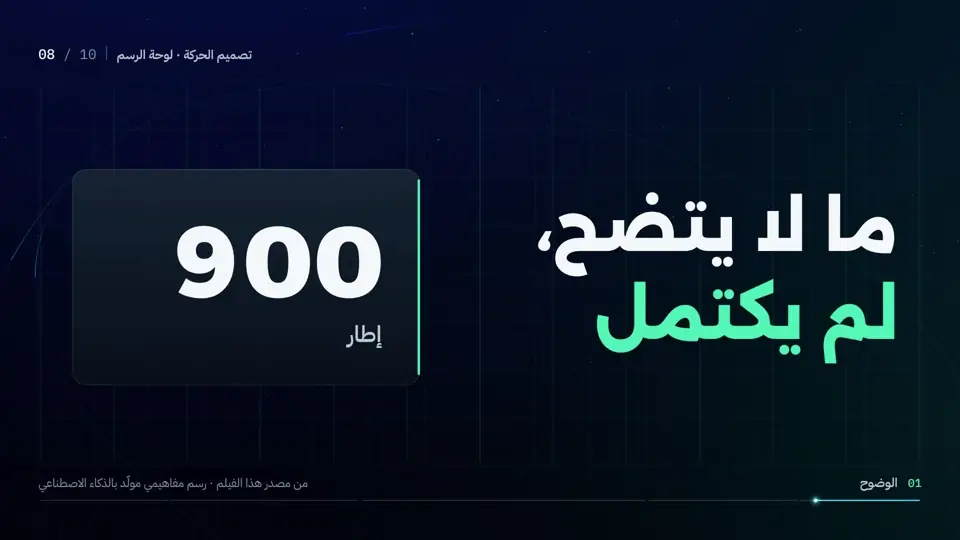 تصميم الحركة · لوحة الرسم | 08 / 10
ما لا يتضح،
لم يكتمل
900
إطار
01 الوضوح
من مصدر هذا الفيلم · رسم مفاهيمي مولّد بالذكاء الاصطناعي